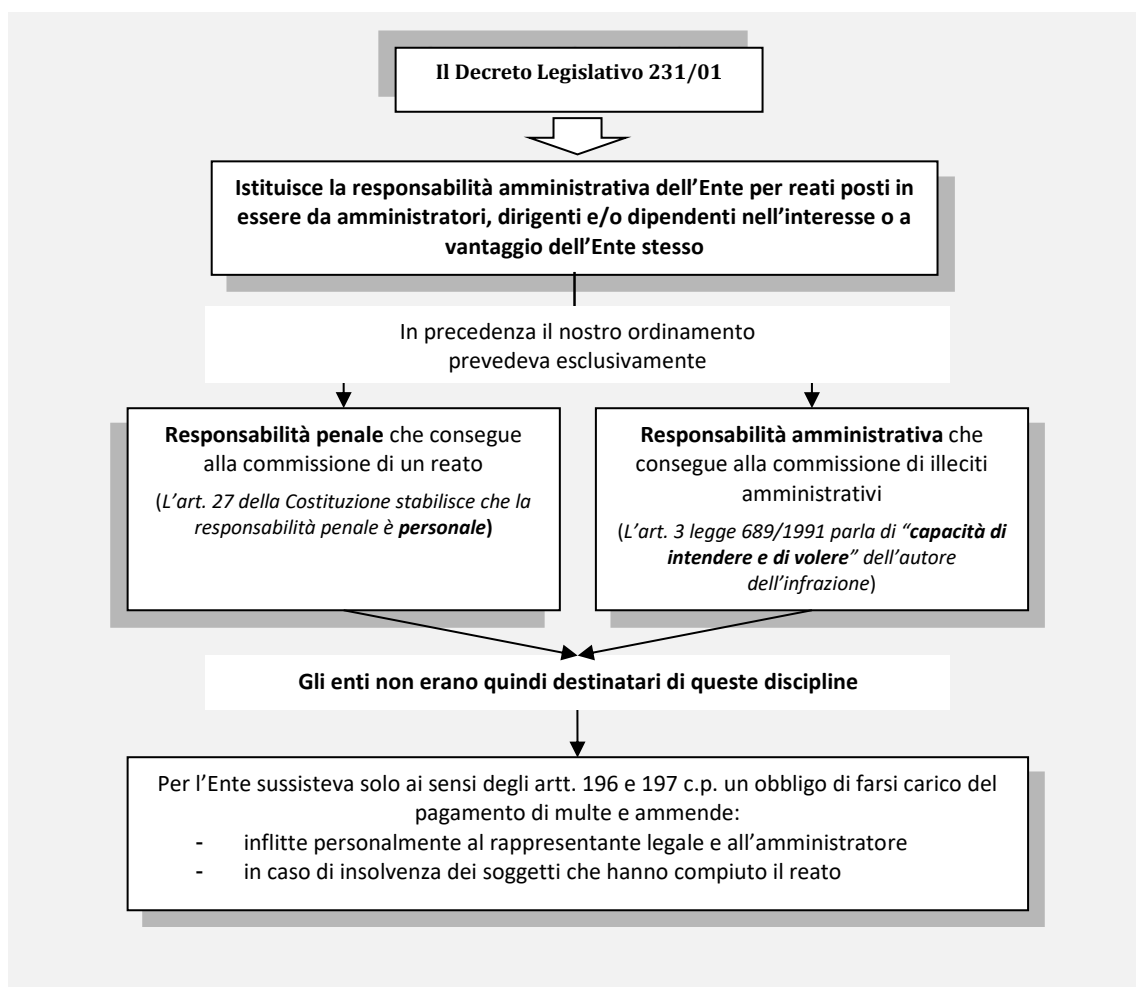 Il Decreto Legislativo 231/01
Istituisce la responsabilità amministrativa dell’Ente per reati posti in
essere da amministratori, dirigenti e/o dipendenti nell’interesse o a
vantaggio dell’Ente stesso
In precedenza il nostro ordinamento
prevedeva esclusivamente
Responsabilità penale che consegue
alla commissione di un reato
(L’art. 27 della Costituzione stabilisce che la
responsabilità penale è personale)
Responsabilità amministrativa che
consegue alla commissione di illeciti
amministrativi
(L’art. 3 legge 689/1991 parla di “capacità di
intendere e di volere” dell’autore
dell’infrazione)
Gli enti non erano quindi destinatari di queste discipline
Per l’Ente sussisteva solo ai sensi degli artt. 196 e 197 c.p. un obbligo di farsi carico del
pagamento di multe e ammende:
- inflitte personalmente al rappresentante legale e all’amministratore
- in caso di insolvenza dei soggetti che hanno compiuto il reato